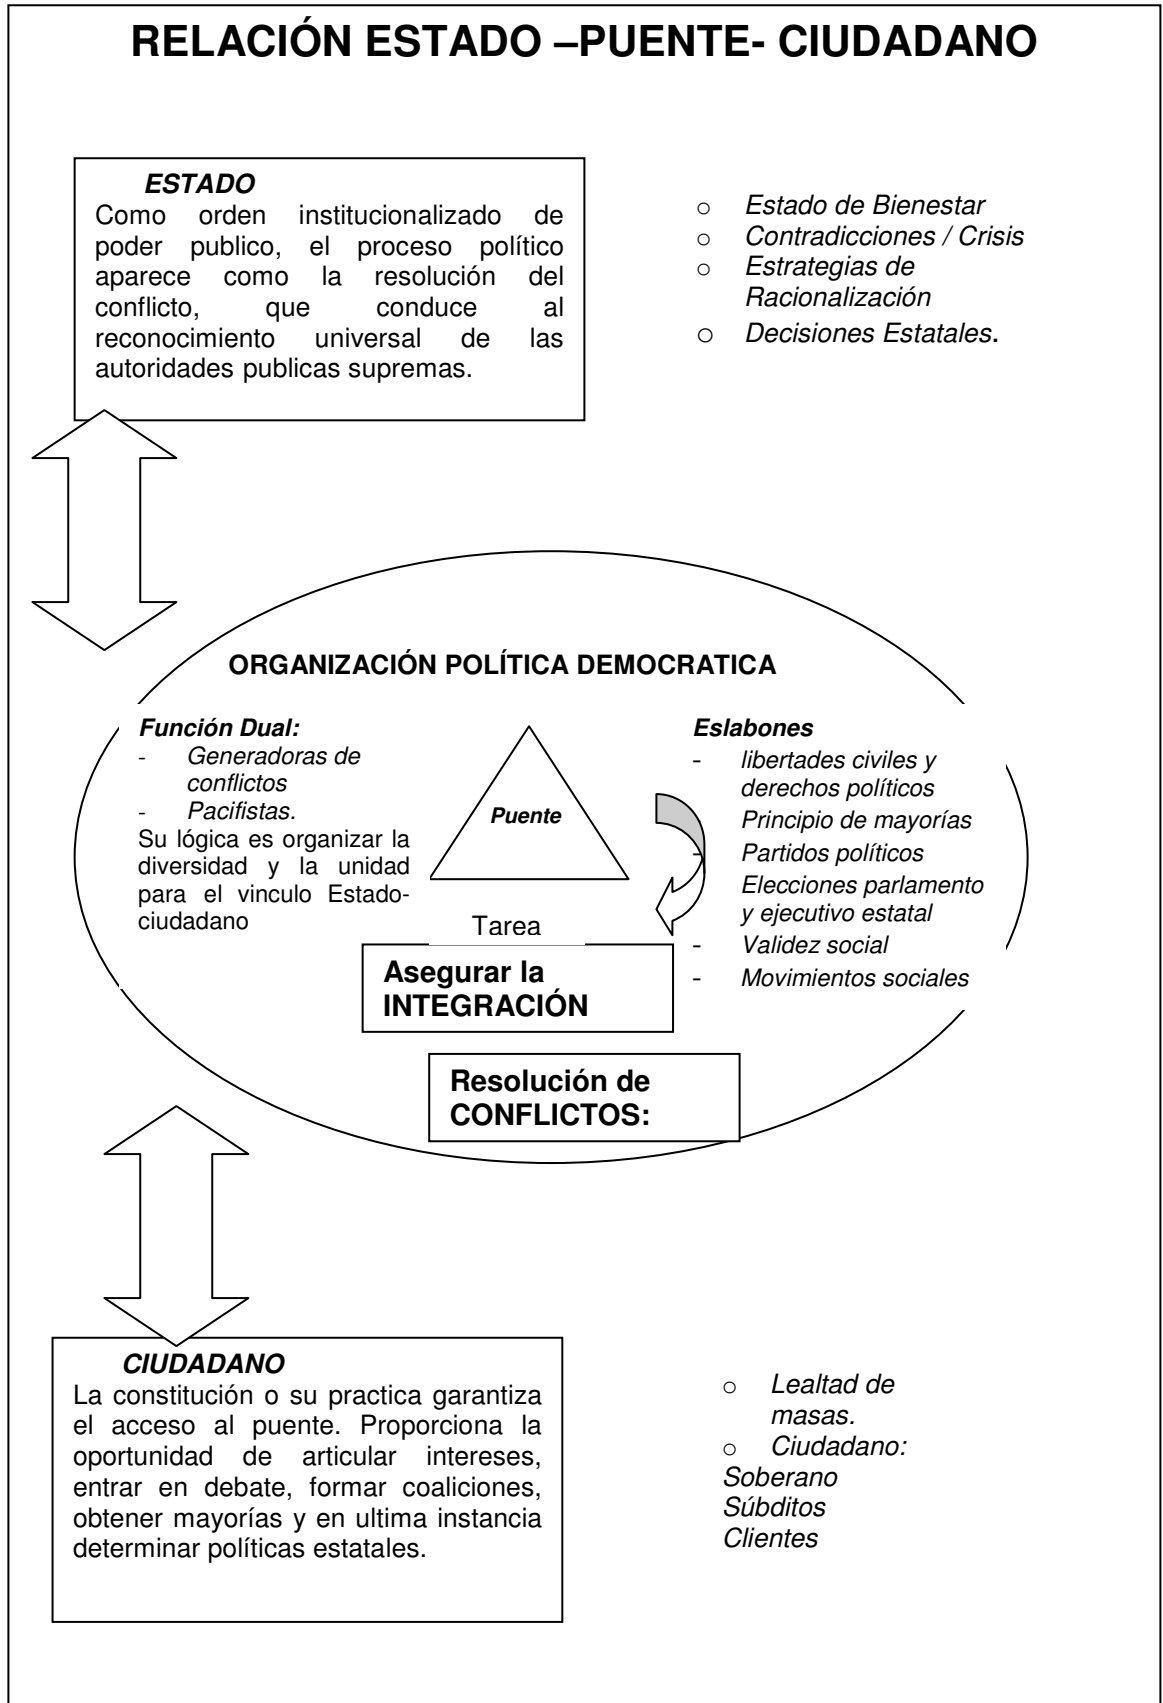 RELACIÓN ESTADO –PUENTE- CIUDADANO
ESTADO
Como orden institucionalizado de
poder publico, el proceso político
aparece como la resolución del
conflicto, que conduce al
reconocimiento universal de las
autoridades publicas supremas.
o Estado de Bienestar
o Contradicciones / Crisis
o Estrategias de
Racionalización
o Decisiones Estatales.
ORGANIZACIÓN POLÍTICA DEMOCRATICA
Función Dual:
- Generadoras de
conflictos
- Pacifistas.
Su lógica es organizar la
diversidad y la unidad
para el vinculo Estado-
ciudadano
Puente
Tarea
Asegurar la
INTEGRACIÓN
Resolución de
CONFLICTOS:
Eslabones
- libertades civiles y
derechos políticos
Principio de mayorías
- Partidos políticos
Elecciones parlamento
y ejecutivo estatal
- Validez social
- Movimientos sociales
CIUDADANO
La constitución o su practica garantiza
el acceso al puente. Proporciona la
oportunidad de articular intereses,
entrar en debate, formar coaliciones,
obtener mayorías y en ultima instancia
determinar políticas estatales.
o Lealtad de
masas.
o Ciudadano:
Soberano
Súbditos
Clientes